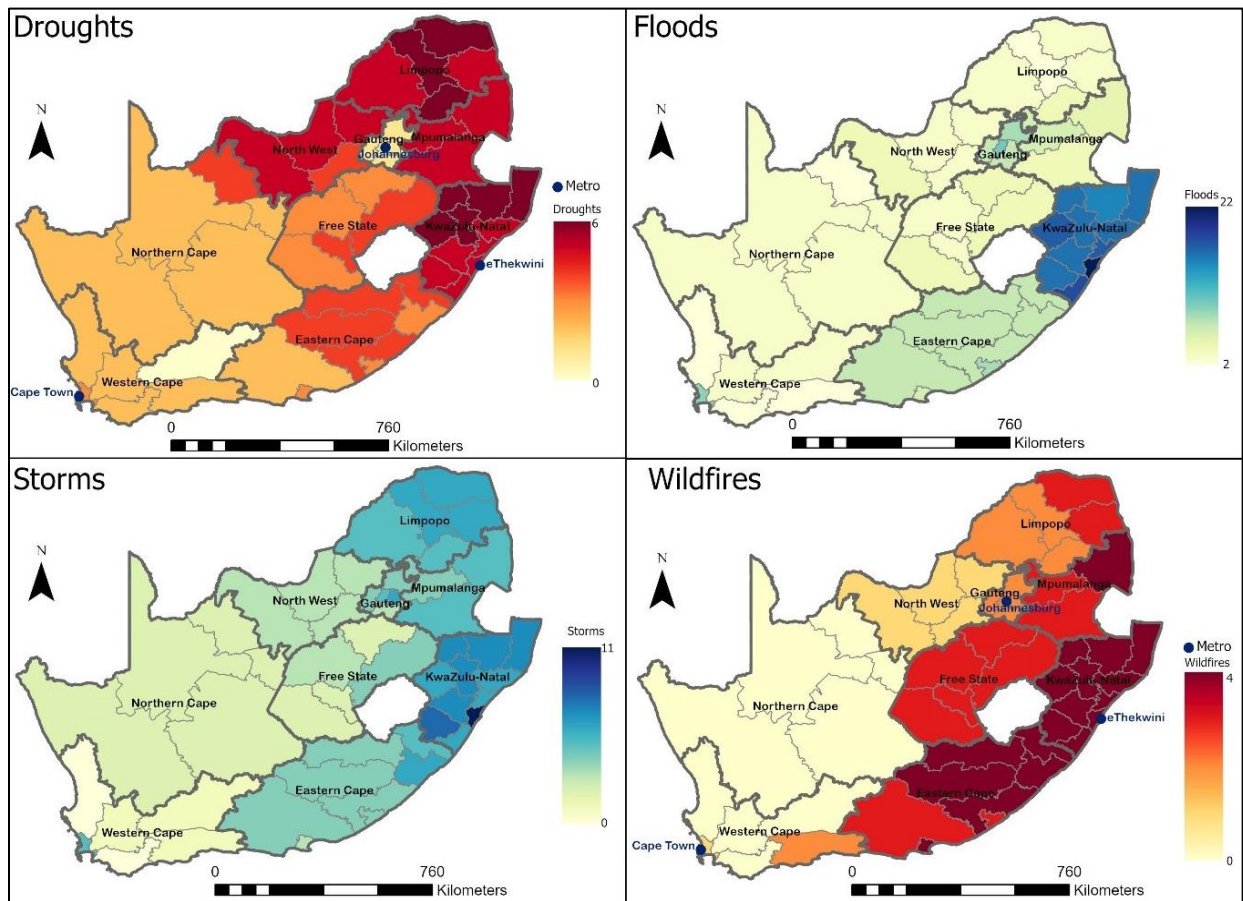 Droughts
N
Limpopo
North West
Gauteng
Johannesburg
Mpumalanga
Free State
KwaZulu-Natal
eThekwini
Northern Cape
Eastern Cape
Western Cape
Cape Town
Metro
Droughts
6
0
0 760
Kilometers
Floods
N
Limpopo
North West
Gauteng
Mpumalanga
Free State
KwaZulu-Natal
Northern Cape
Eastern Cape
Western Cape
Floods
22
2
0 760
Kilometers
Storms
N
Limpopo
North West
Gauteng
Mpumalanga
Free State
KwaZulu-Natal
Northern Cape
Eastern Cape
Western Cape
Storms
11
0
0 760
Kilometers
Wildfires
N
Limpopo
North West
Gauteng
Johannesburg
Mpumalanga
Free State
KwaZulu-Natal
eThekwini
Northern Cape
Eastern Cape
Western Cape
Cape Town
Metro
Wildfires
4
0
0 760
Kilometers